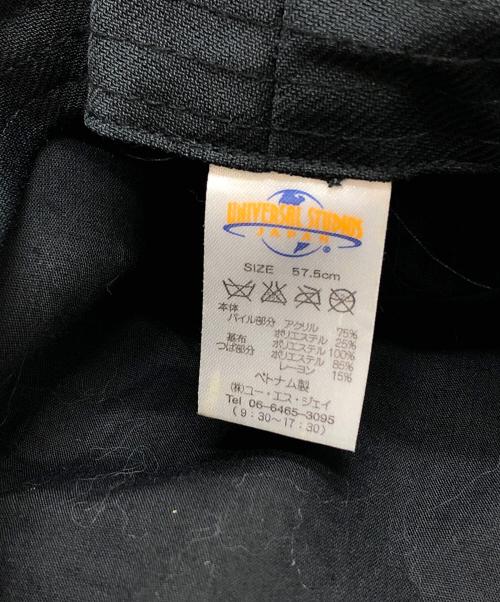 UNIVERSAL STUDIOS
JAPAN
®
SIZE 57.5cm
本体
パイル部分 アクリル 75%
ポリエステル 25%
基布 ポリエステル 100%
つば部分 ポリエステル 85%
レーヨン 15%
ベトナム製
(株)ユー・エス・ジェイ
Tel 06-6465-3095
(9:30〜17:30)